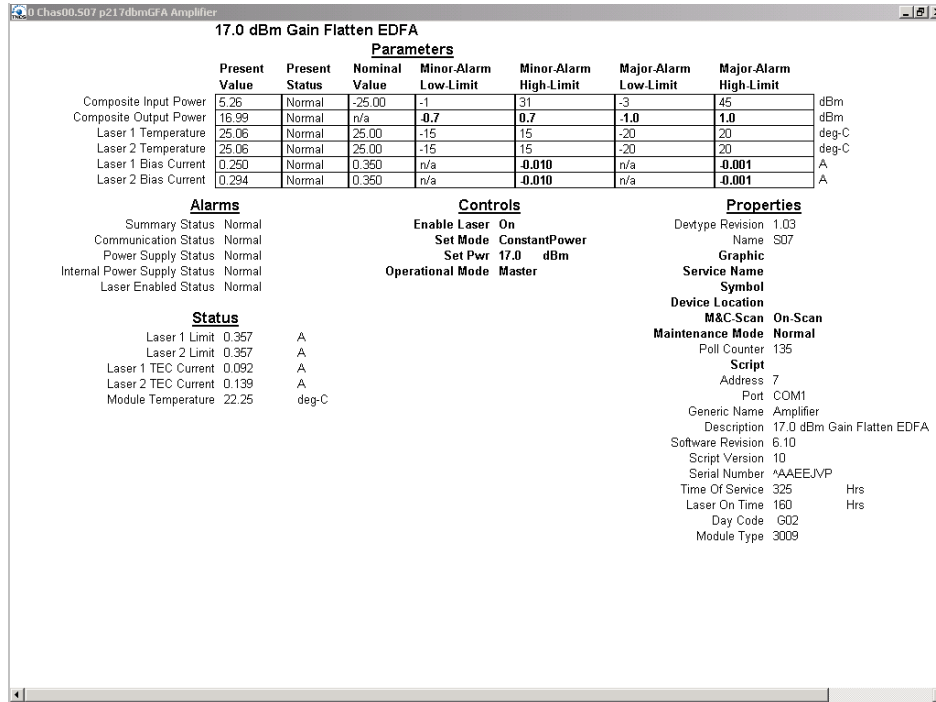 0 Chas00.S07 p217dbmGFA Amplifier
17.0 dBm Gain Flatten EDFA
Parameters
Present Present Nominal Minor-Alarm Minor-Alarm Major-Alarm Major-Alarm
Value Status Value Low-Limit High-Limit Low-Limit High-Limit
Composite Input Power 5.26 Normal -25.00 -1 31 -3 45 dBm
Composite Output Power 16.99 Normal n/a -0.7 0.7 -1.0 1.0 dBm
Laser 1 Temperature 25.06 Normal 25.00 -15 15 -20 20 deg-C
Laser 2 Temperature 25.06 Normal 25.00 -15 15 -20 20 deg-C
Laser 1 Bias Current 0.250 Normal 0.350 n/a -0.010 n/a -0.001 A
Laser 2 Bias Current 0.294 Normal 0.350 n/a -0.010 n/a -0.001 A
Alarms
Summary Status Normal
Communication Status Normal
Power Supply Status Normal
Internal Power Supply Status Normal
Laser Enabled Status Normal
Status
Laser 1 Limit 0.357 A
Laser 2 Limit 0.357 A
Laser 1 TEC Current 0.092 A
Laser 2 TEC Current 0.139 A
Module Temperature 22.25 deg-C
Controls
Enable Laser On
Set Mode ConstantPower
Set Pwr 17.0 dBm
Operational Mode Master
Properties
Devtype Revision 1.03
Name S07
Graphic
Service Name
Symbol
Device Location
M&C-Scan On-Scan
Maintenance Mode Normal
Poll Counter 135
Script
Address 7
Port COM1
Generic Name Amplifier
Description 17.0 dBm Gain Flatten EDFA
Software Revision 6.10
Script Version 10
Serial Number ^AAEEJVP
Time Of Service 325 Hrs
Laser On Time 160 Hrs
Day Code G02
Module Type 3009